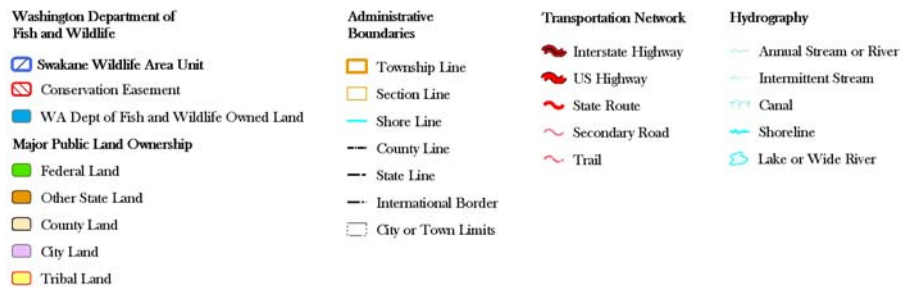 Washington Department of
Fish and Wildlife
Swakane Wildlife Area Unit
Conservation Easement
WA Dept of Fish and Wildlife Owned Land
Major Public Land Ownership
Federal Land
Other State Land
County Land
City Land
Tribal Land
Administrative
Boundaries
Township Line
Section Line
Shore Line
County Line
State Line
International Border
City or Town Limits
Transportation Network
Interstate Highway
US Highway
State Route
Secondary Road
Trail
Hydrography
Annual Stream or River
Intermittent Stream
Canal
Shoreline
Lake or Wide River